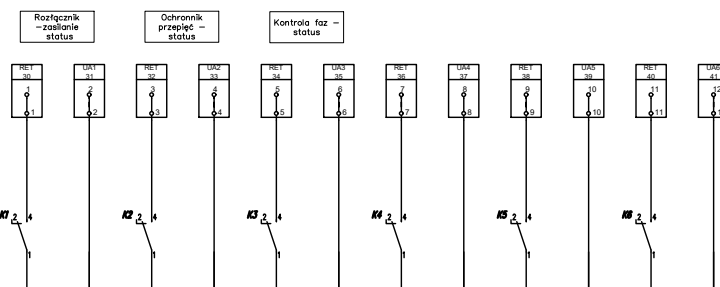 Rozłącznik
–zasilanie
status
Ochronnik
przepięć –
status
Kontrola faz –
status
RET UA1 RET UA2 RET UA3 RET UA4 RET UA5 RET UA6
30 31 32 33 34 35 36 37 38 39 40 41
1 2 3 4 5 6 7 8 9 10 11 12
1 2 3 4 5 6 7 8 9 10 11 1
K1 2 4 K2 2 4 K3 2 4 K4 2 4 K5 2 4 K6 2 4
1 1 1 1 1 1